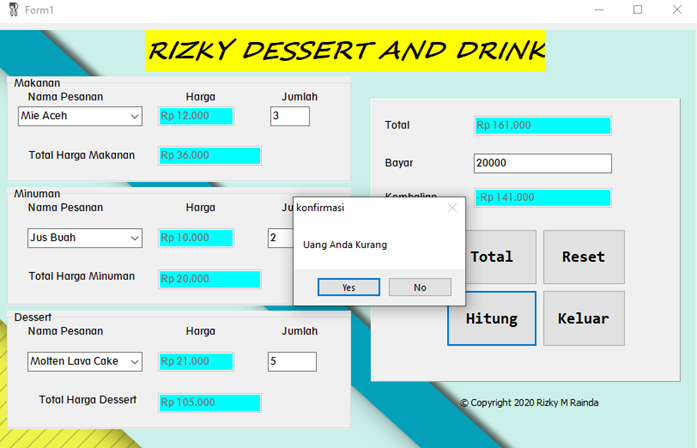 Form1
RIZKY DESSERT AND DRINK
Makanan
Nama Pesanan Harga Jumlah
Mie Aceh Rp 12.000 3
Total Harga Makanan Rp 36.000
Minuman
Nama Pesanan Harga
Jus Buah Rp 10.000 2
Total Harga Minuman Rp 20.000
Dessert
Nama Pesanan Harga Jumlah
Molten Lava Cake Rp 21.000 5
Total Harga Dessert Rp 105.000
Total Rp 161.000
Bayar 20000
Kembalian -Rp 141.000
konfirmasi
Uang Anda Kurang
Yes No
Total Reset
Hitung Keluar
© Copyright 2020 Rizky M Rainda